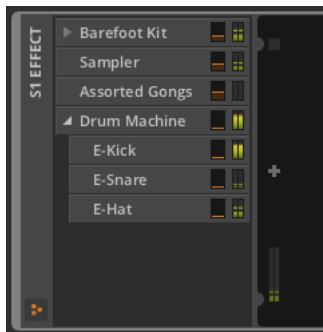 S1 EFFECT
Barefoot Kit
Sampler
Assorted Gongs
Drum Machine
E-Kick
E-Snare
E-Hat